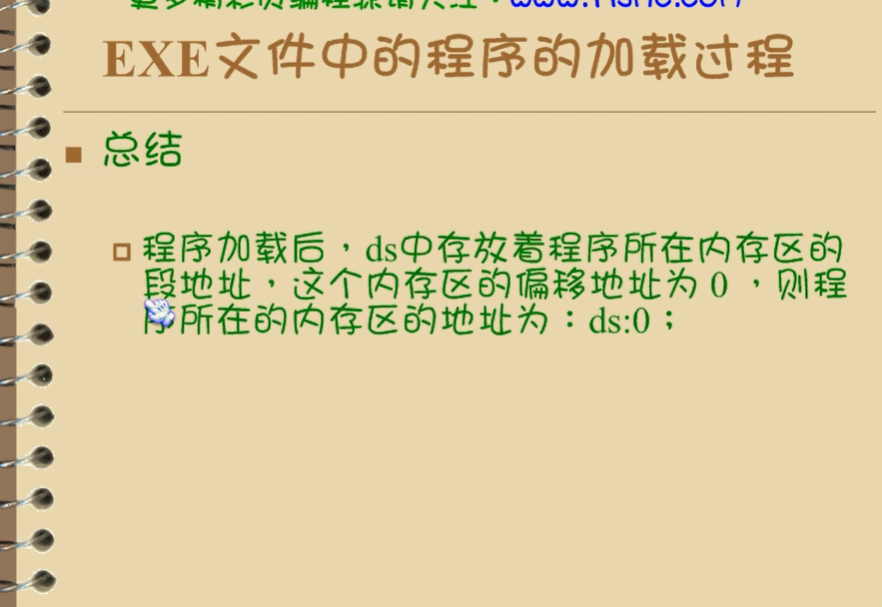 EXE文件中的程序的加载过程
总结
程序加载后，ds中存放着程序所在内存区的
段地址，这个内存区的偏移地址为 0 ，则程
序所在的内存区的地址为：ds:0；